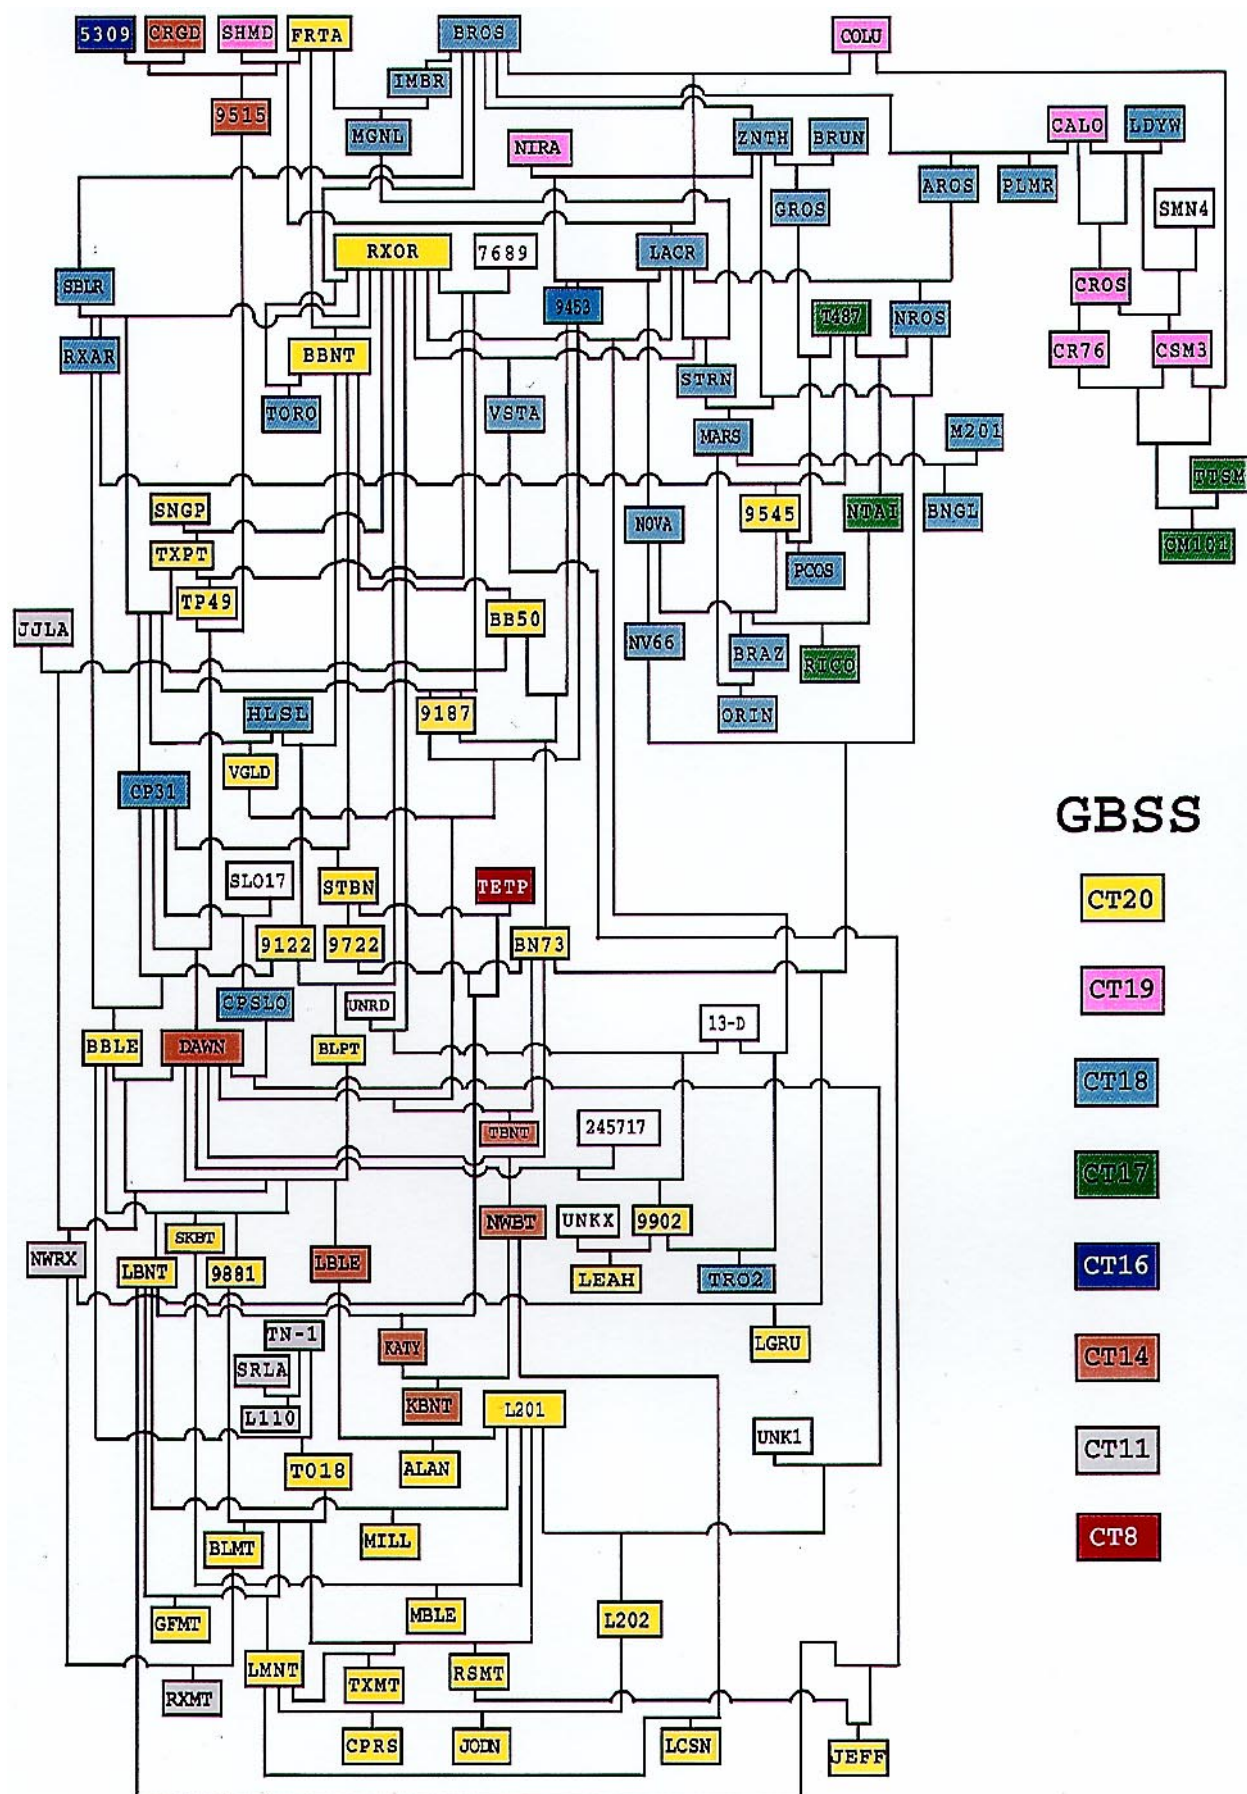 5309 CRGD SHMD FRTA BROS COLU
IMBR
9515 MGNL NIRA ZNTH BRUN CALO LDYW
GROS AROS PLMR SMN4
RXOR 7689 LACR
SBLR 9453 CROS
T487 NROS
RXAR BBNT CR76 CSM3
STRN
TORO VSTA
MARS M201
TTSM
SNGP 9545 NTAI BNGL
NOVA
TXPT CM101
PCOS
TP49
BB50
JJLA NV66 BRAZ RICO
HLSL 9187 ORIN
VGLD
CP31
GBSS
SLO17 STBN TETP CT20
9122 9722 BN73
CPSLO UNRD CT19
13-D
BBLE DAWN BLPT
CT18
TBNT 245717
CT17
SKBT NWBT UNKX 9902
NWRX LBNT 9881 LBLE LEAH TRO2 CT16
TN-1 KATY LGRU
SRLA CT14
L110 KBNT L201
UNK1 CT11
T018 ALAN
BLMT MILL CT8
GFMT MBLE L202
LMNT RSMT
RXMT TXMT
CPRS JODN LCSN JEFF